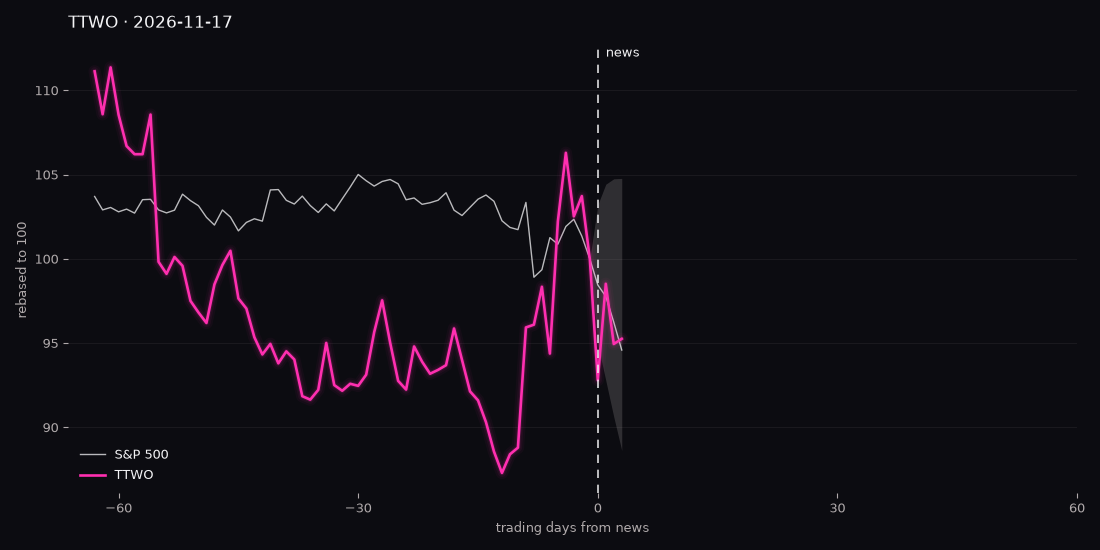 TTWO · 2026-11-17
news
110
105
100
95
90
rebased to 100
S&P 500
TTWO
−60
−30
0
30
60
trading days from news